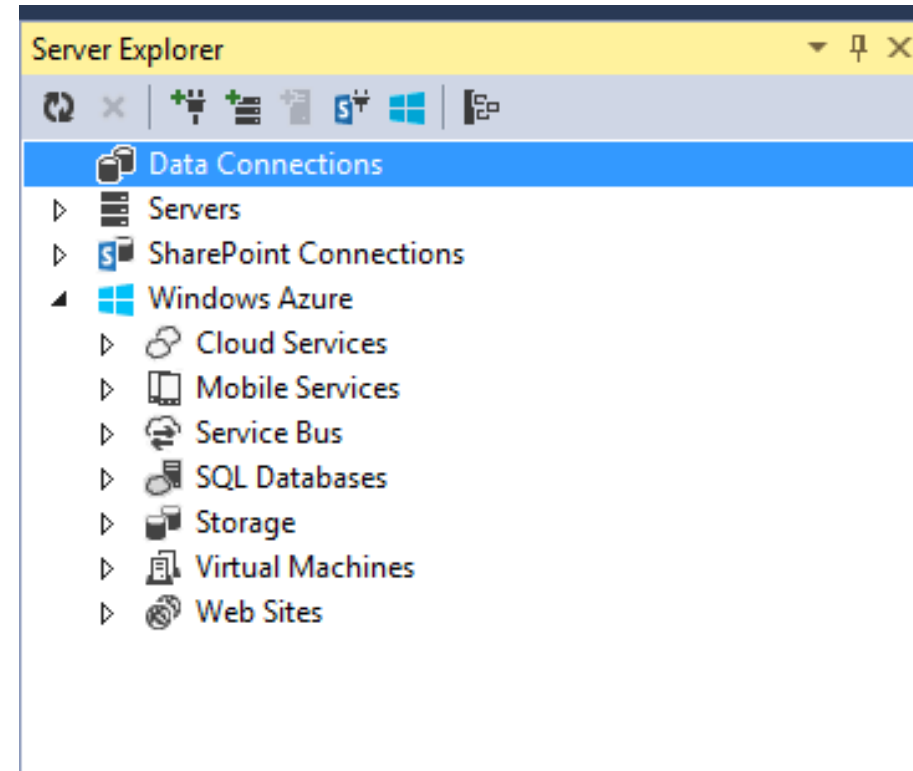 Server Explorer
Data Connections
Servers
SharePoint Connections
Windows Azure
Cloud Services
Mobile Services
Service Bus
SQL Databases
Storage
Virtual Machines
Web Sites